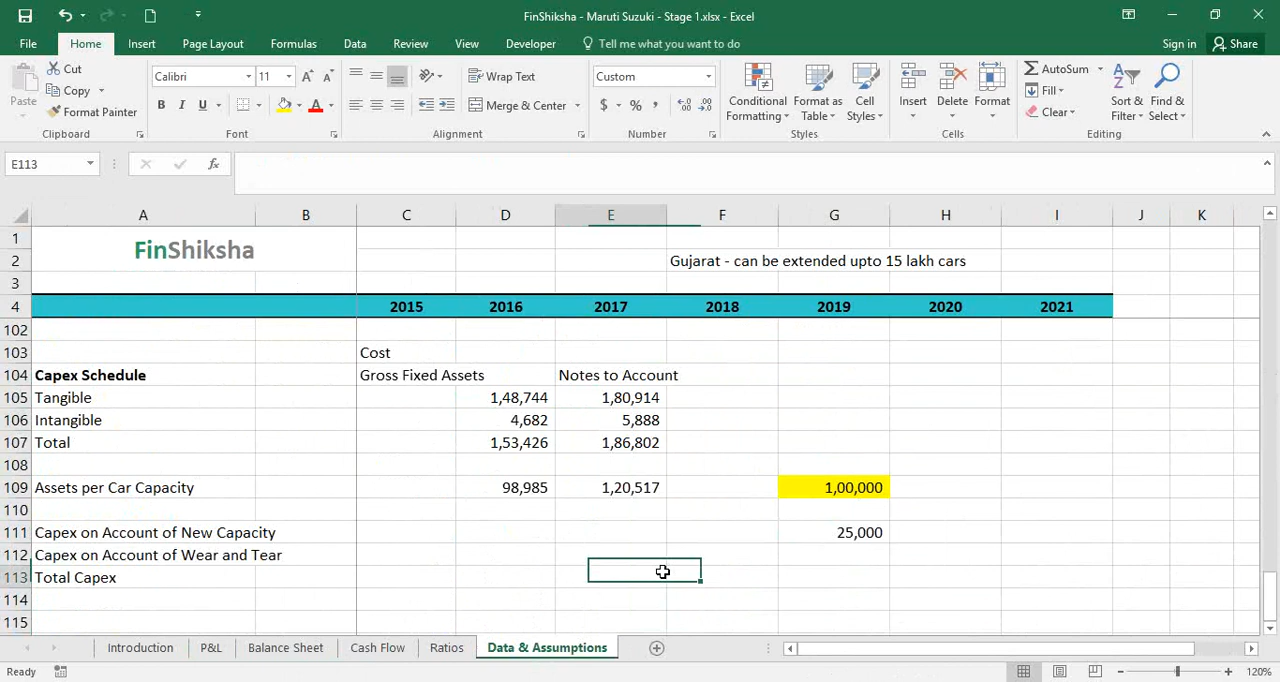 FinShiksha - Maruti Suzuki - Stage 1.xlsx - Excel
File Home Insert Page Layout Formulas Data Review View Developer Tell me what you want to do Sign in Share
Cut
Copy
Format Painter
Paste
Clipboard
Calibri 11
B I U
Font
Wrap Text
Merge & Center
Alignment
Custom
$ % ,
Number
Conditional Formatting
Format as Table
Cell Styles
Styles
Insert Delete Format
Cells
AutoSum
Fill
Clear
Sort & Filter
Find & Select
Editing
E113 fx
A B C D E F G H I J K
1 FinShiksha
2 Gujarat - can be extended upto 15 lakh cars
3
4 2015 2016 2017 2018 2019 2020 2021
102
103 Cost
104 Capex Schedule Gross Fixed Assets Notes to Account
105 Tangible 1,48,744 1,80,914
106 Intangible 4,682 5,888
107 Total 1,53,426 1,86,802
108
109 Assets per Car Capacity 98,985 1,20,517 1,00,000
110
111 Capex on Account of New Capacity 25,000
112 Capex on Account of Wear and Tear
113 Total Capex
114
115
Introduction P&L Balance Sheet Cash Flow Ratios Data & Assumptions
Ready 120%